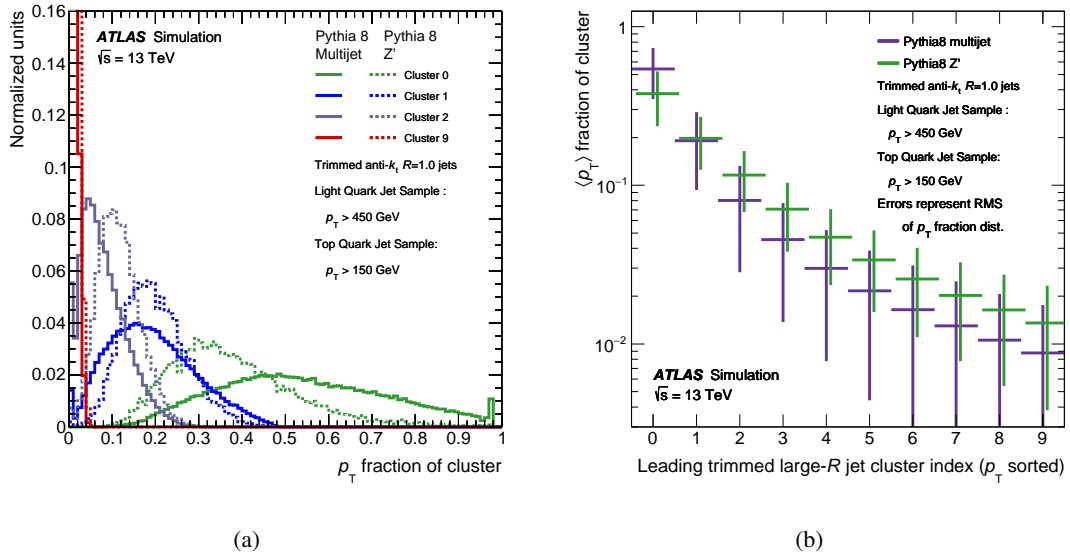 Normalized units
0.16
0.14
0.12
0.1
0.08
0.06
0.04
0.02
0
ATLAS Simulation
√s = 13 TeV
Pythia 8 Pythia 8
Multijet Z'
Cluster 0
Cluster 1
Cluster 2
Cluster 9
Trimmed anti-kt R=1.0 jets
Light Quark Jet Sample :
pT > 450 GeV
Top Quark Jet Sample:
pT > 150 GeV
0 0.1 0.2 0.3 0.4 0.5 0.6 0.7 0.8 0.9 1
pT fraction of cluster
(a)
⟨pT⟩ fraction of cluster
1
10−1
10−2
Pythia8 multijet
Pythia8 Z'
Trimmed anti-kt R=1.0 jets
Light Quark Jet Sample :
pT > 450 GeV
Top Quark Jet Sample:
pT > 150 GeV
Errors represent RMS
of pT fraction dist.
ATLAS Simulation
√s = 13 TeV
0 1 2 3 4 5 6 7 8 9
Leading trimmed large-R jet cluster index (pT sorted)
(b)